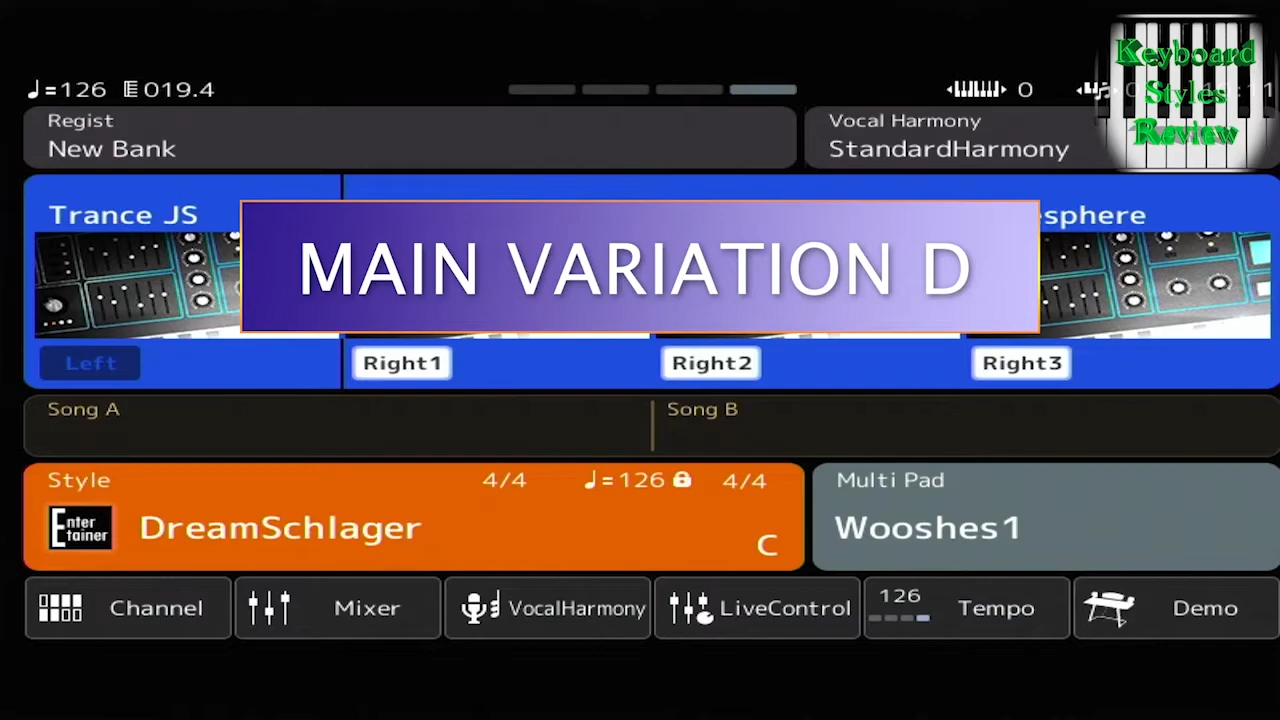 Keyboard
Styles
Review
♩=126 019.4
0
Regist
New Bank
Vocal Harmony
StandardHarmony
Trance JS
sphere
MAIN VARIATION D
Left
Right1
Right2
Right3
Song A
Song B
Style 4/4 ♩=126 4/4
Enter
tainer
DreamSchlager
C
Multi Pad
Wooshes1
Channel
Mixer
VocalHarmony
LiveControl
126
Tempo
Demo